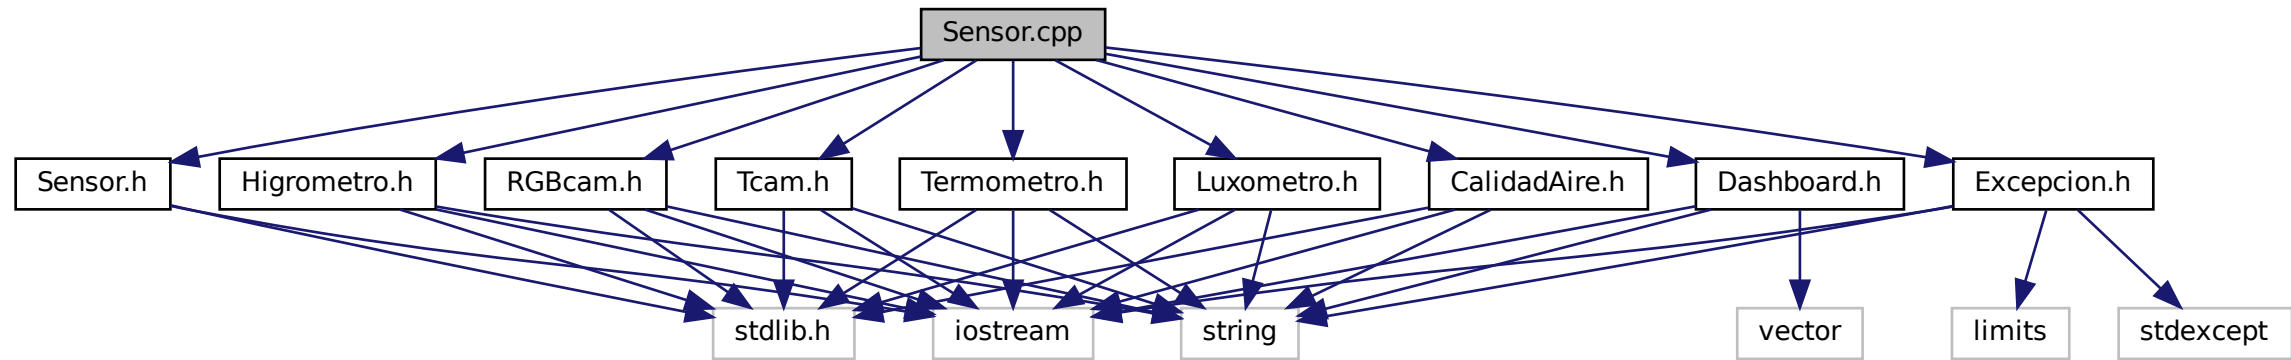 Sensor.cpp
Sensor.h
Higrometro.h
RGBcam.h
Tcam.h
Termometro.h
Luxometro.h
CalidadAire.h
Dashboard.h
Excepcion.h
stdlib.h
iostream
string
vector
limits
stdexcept